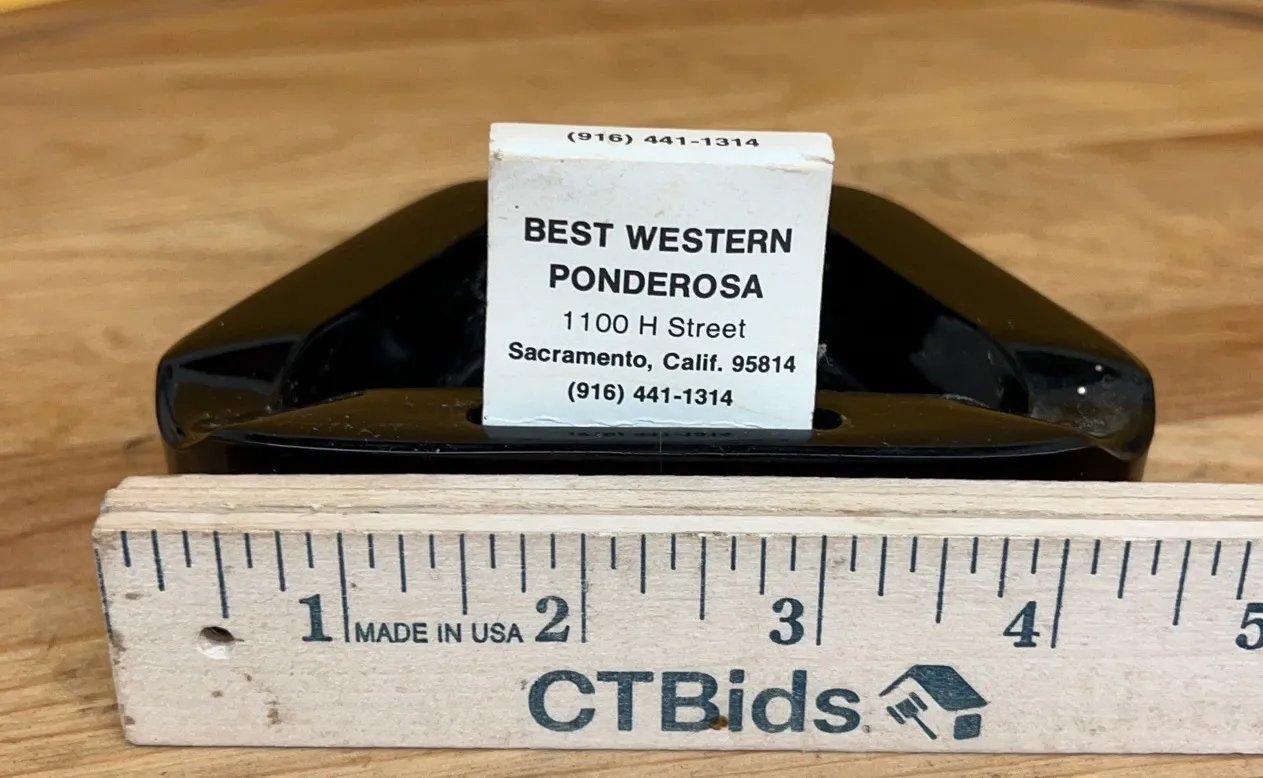 (916) 441-1314
BEST WESTERN
PONDEROSA
1100 H Street
Sacramento, Calif. 95814
(916) 441-1314
1 MADE IN USA 2 3 4 5
CTBids